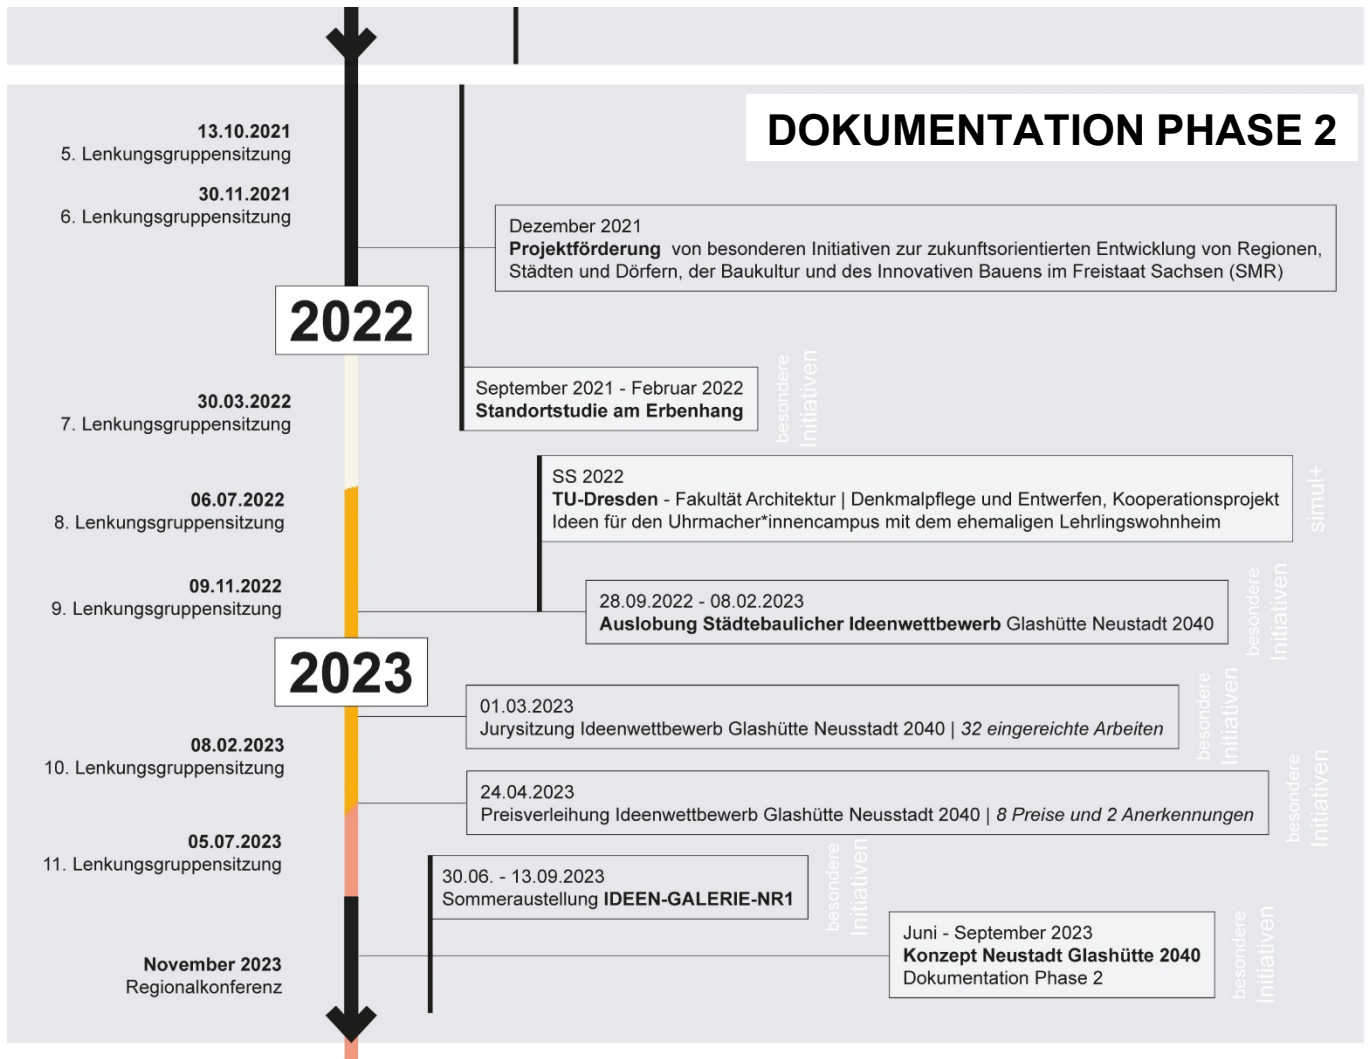 DOKUMENTATION PHASE 2
13.10.2021
5. Lenkungsgruppensitzung
30.11.2021
6. Lenkungsgruppensitzung
Dezember 2021
Projektförderung von besonderen Initiativen zur zukunftsorientierten Entwicklung von Regionen,
Städten und Dörfern, der Baukultur und des Innovativen Bauens im Freistaat Sachsen (SMR)
2022
September 2021 - Februar 2022
Standortstudie am Erbenhang
besondere
Initiativen
30.03.2022
7. Lenkungsgruppensitzung
SS 2022
TU-Dresden - Fakultät Architektur | Denkmalpflege und Entwerfen, Kooperationsprojekt
Ideen für den Uhrmacher*innencampus mit dem ehemaligen Lehrlingswohnheim
simul+
06.07.2022
8. Lenkungsgruppensitzung
09.11.2022
9. Lenkungsgruppensitzung
28.09.2022 - 08.02.2023
Auslobung Städtebaulicher Ideenwettbewerb Glashütte Neustadt 2040
besondere
Initiativen
2023
01.03.2023
Jurysitzung Ideenwettbewerb Glashütte Neusstadt 2040 | 32 eingereichte Arbeiten
besondere
Initiativen
08.02.2023
10. Lenkungsgruppensitzung
24.04.2023
Preisverleihung Ideenwettbewerb Glashütte Neusstadt 2040 | 8 Preise und 2 Anerkennungen
besondere
Initiativen
05.07.2023
11. Lenkungsgruppensitzung
30.06. - 13.09.2023
Sommeraustellung IDEEN-GALERIE-NR1
besondere
Initiativen
Juni - September 2023
Konzept Neustadt Glashütte 2040
Dokumentation Phase 2
besondere
Initiativen
November 2023
Regionalkonferenz